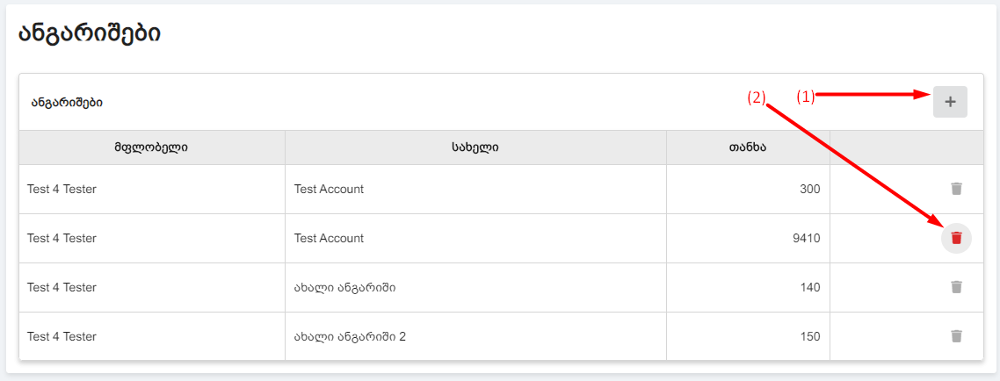 ანგარიშები
ანგარიშები (2) (1) +
მფლობელი სახელი თანხა
Test 4 Tester Test Account 300
Test 4 Tester Test Account 9410
Test 4 Tester ახალი ანგარიში 140
Test 4 Tester ახალი ანგარიში 2 150